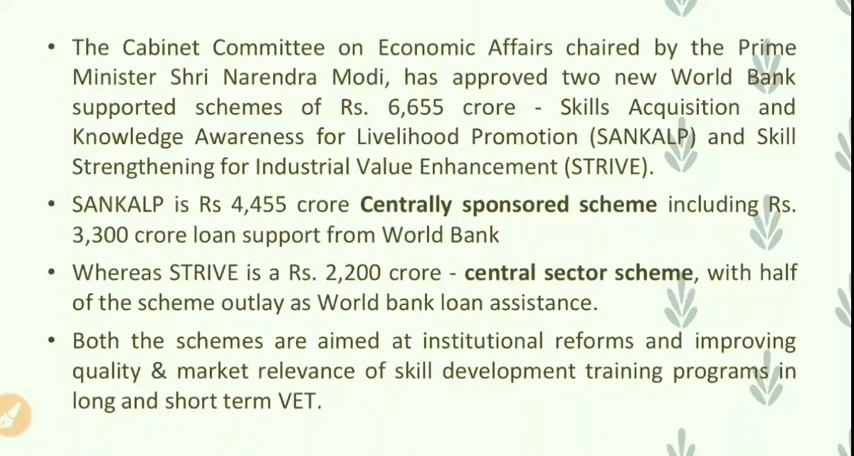 • The Cabinet Committee on Economic Affairs chaired by the Prime
Minister Shri Narendra Modi, has approved two new World Bank
supported schemes of Rs. 6,655 crore - Skills Acquisition and
Knowledge Awareness for Livelihood Promotion (SANKALP) and Skill
Strengthening for Industrial Value Enhancement (STRIVE).
• SANKALP is Rs 4,455 crore Centrally sponsored scheme including Rs.
3,300 crore loan support from World Bank
• Whereas STRIVE is a Rs. 2,200 crore - central sector scheme, with half
of the scheme outlay as World bank loan assistance.
• Both the schemes are aimed at institutional reforms and improving
quality & market relevance of skill development training programs in
long and short term VET.